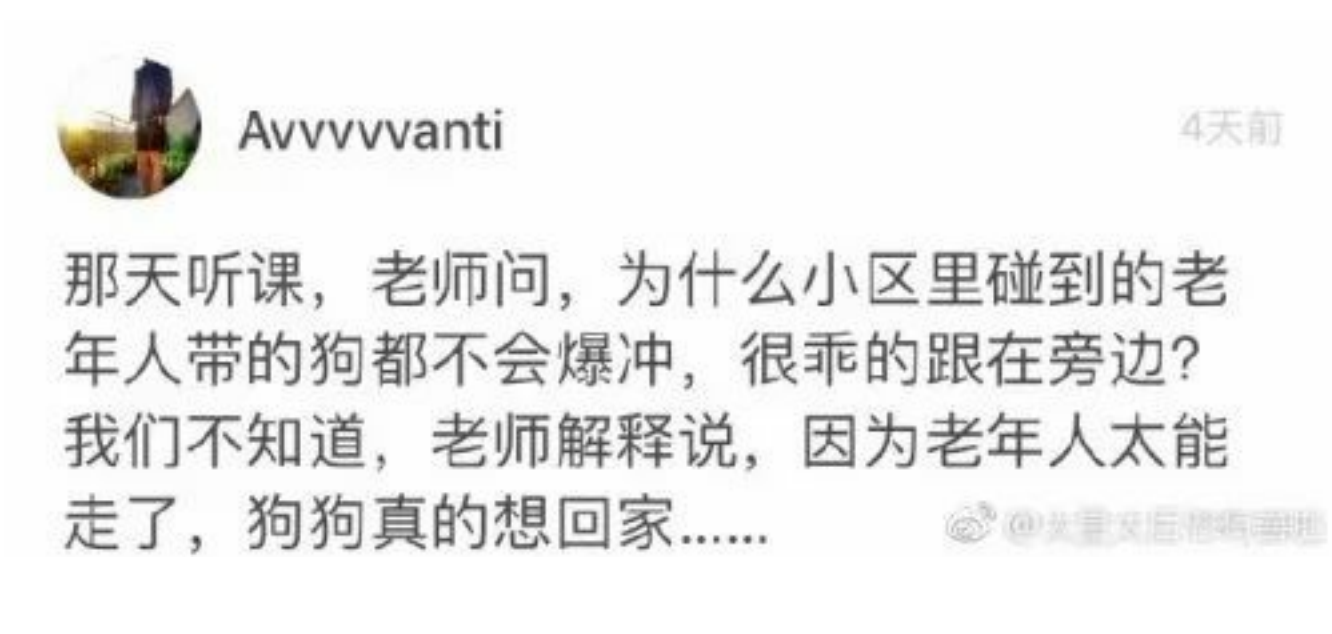 Avvvvvvanti
4天前
那天听课，老师问，为什么小区里碰到的老
年人带的狗都不会爆冲，很乖的跟在旁边？
我们不知道，老师解释说，因为老年人太能
走了，狗狗真的想回家……